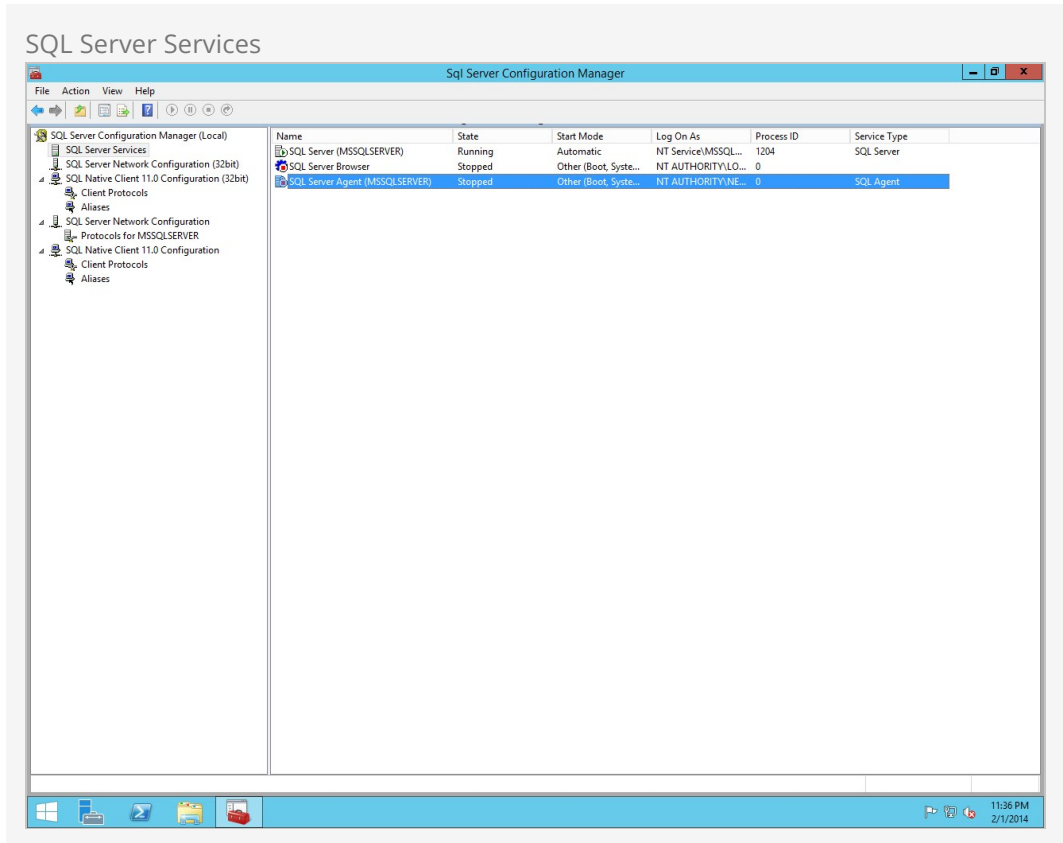 SQL Server Services
Sql Server Configuration Manager
File Action View Help
SQL Server Configuration Manager (Local)
SQL Server Services
SQL Server Network Configuration (32bit)
SQL Native Client 11.0 Configuration (32bit)
Client Protocols
Aliases
SQL Server Network Configuration
Protocols for MSSQLSERVER
SQL Native Client 11.0 Configuration
Client Protocols
Aliases
Name State Start Mode Log On As Process ID Service Type
SQL Server (MSSQLSERVER) Running Automatic NT Service\MSSQL... 1204 SQL Server
SQL Server Browser Stopped Other (Boot, Syste... NT AUTHORITY\LO... 0
SQL Server Agent (MSSQLSERVER) Stopped Other (Boot, Syste... NT AUTHORITY\NE... 0 SQL Agent
11:36 PM
2/1/2014